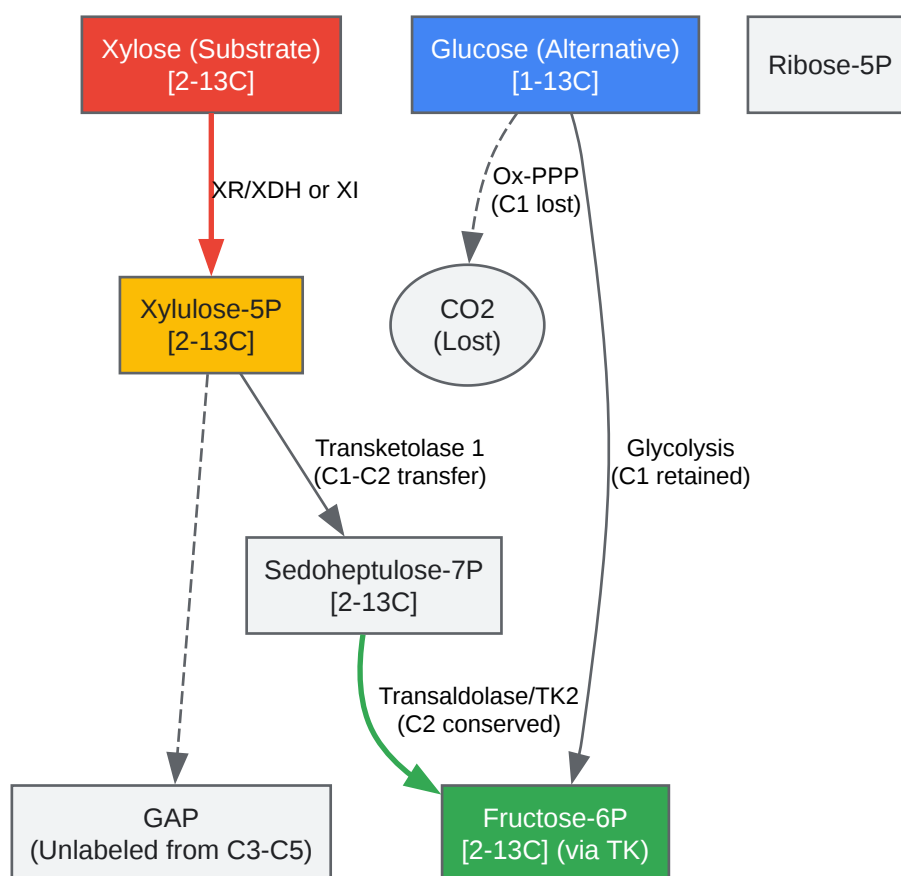 Xylose (Substrate)
[2-13C]
Glucose (Alternative)
[1-13C]
Ribose-5P
XR/XDH or XI
Ox-PPP
(C1 lost)
Xylulose-5P
[2-13C]
CO2
(Lost)
Transketolase 1
(C1-C2 transfer)
Glycolysis
(C1 retained)
Sedoheptulose-7P
[2-13C]
Transaldolase/TK2
(C2 conserved)
GAP
(Unlabeled from C3-C5)
Fructose-6P
[2-13C] (via TK)